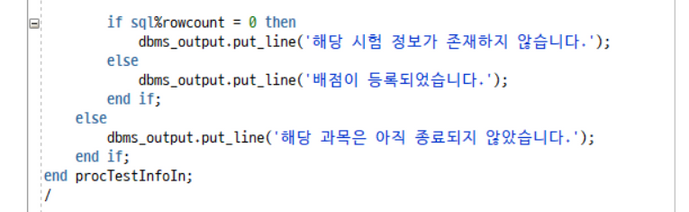 if sql%rowcount = 0 then
dbms_output.put_line('해당 시험 정보가 존재하지 않습니다.');
else
dbms_output.put_line('배점이 등록되었습니다.');
end if;
else
dbms_output.put_line('해당 과목은 아직 종료되지 않았습니다.');
end if;
end procTestInfoIn;
/